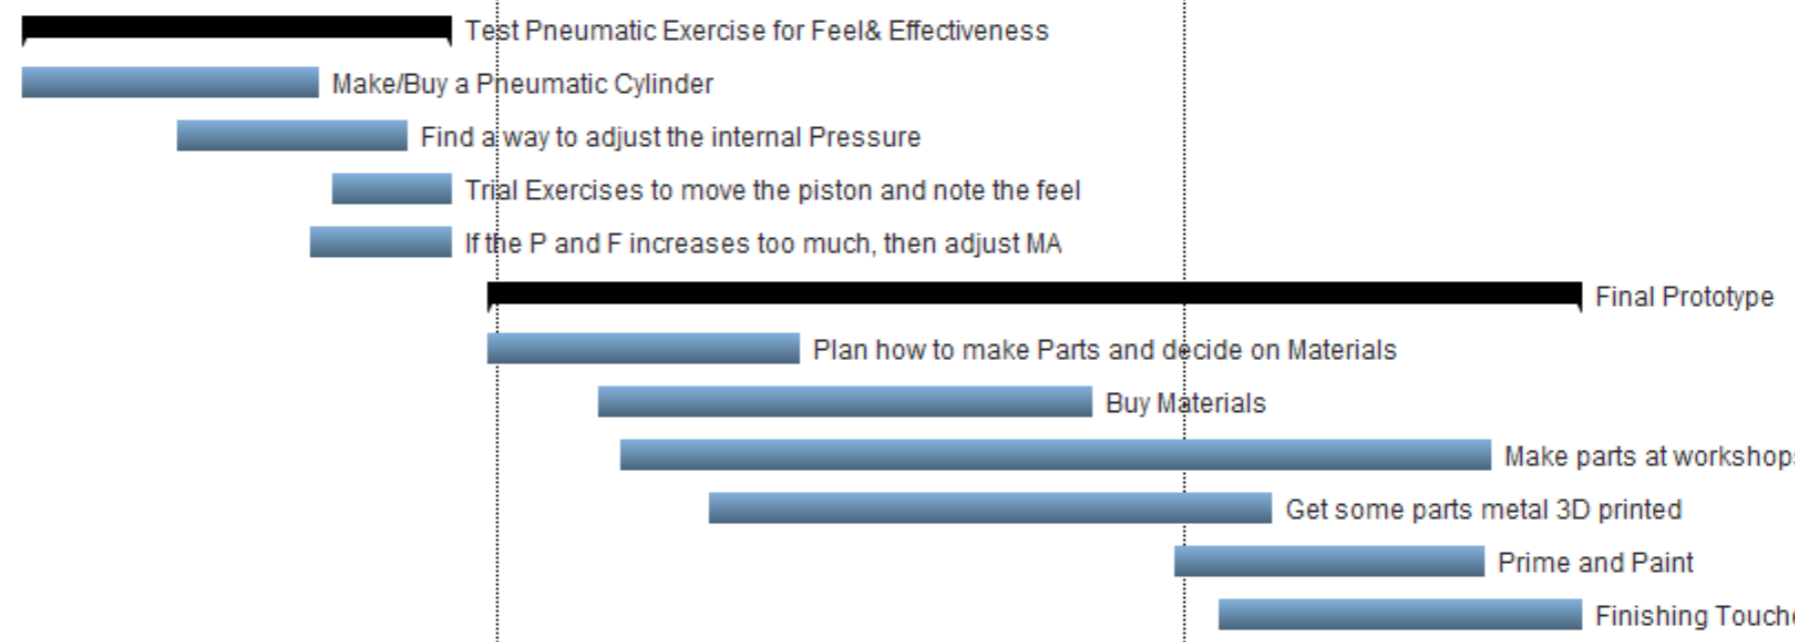 Test Pneumatic Exercise for Feel& Effectiveness
Make/Buy a Pneumatic Cylinder
Find a way to adjust the internal Pressure
Trial Exercises to move the piston and note the feel
If the P and F increases too much, then adjust MA
Final Prototype
Plan how to make Parts and decide on Materials
Buy Materials
Make parts at workshop
Get some parts metal 3D printed
Prime and Paint
Finishing